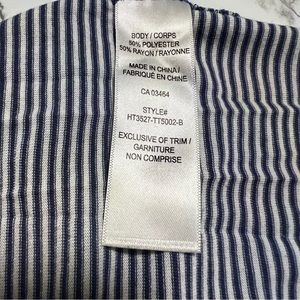 BODY / CORPS
50% POLYESTER
50% RAYON / RAYONNE
MADE IN CHINA /
FABRIQUÉ EN CHINE
CA 03464
STYLE#
HT3527-TT5002-B
EXCLUSIVE OF TRIM /
GARNITURE
NON COMPRISE